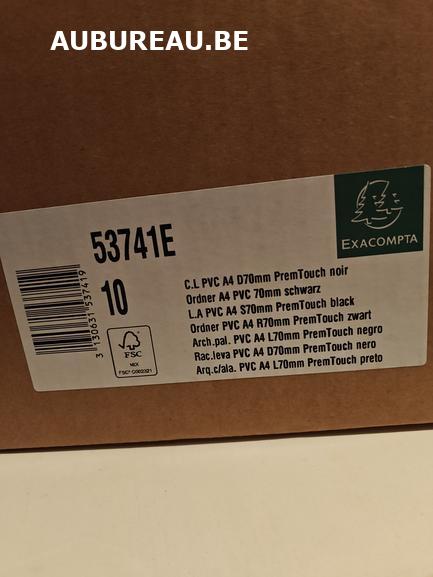 AUBUREAU.BE
EXACOMPTA
53741E
10
3 130631 537419
FSC
MIX
C.L PVC A4 D70mm PremTouch noir
Ordner A4 PVC 70mm schwarz
L.A PVC A4 S70mm PremTouch black
Ordner PVC A4 R70mm PremTouch zwart
Arch.pal. PVC A4 L70mm PremTouch negro
Rac.leva PVC A4 D70mm PremTouch nero
Arq.c/ala. PVC A4 L70mm PremTouch preto